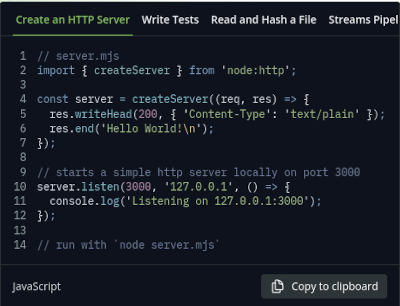 Create an HTTP Server Write Tests Read and Hash a File Streams Pipel
1 // server.mjs
2 import { createServer } from 'node:http';
3
4 const server = createServer((req, res) => {
5   res.writeHead(200, { 'Content-Type': 'text/plain' });
6   res.end('Hello World!\n');
7 });
8
9 // starts a simple http server locally on port 3000
10 server.listen(3000, '127.0.0.1', () => {
11   console.log('Listening on 127.0.0.1:3000');
12 });
13
14 // run with `node server.mjs`
JavaScript Copy to clipboard